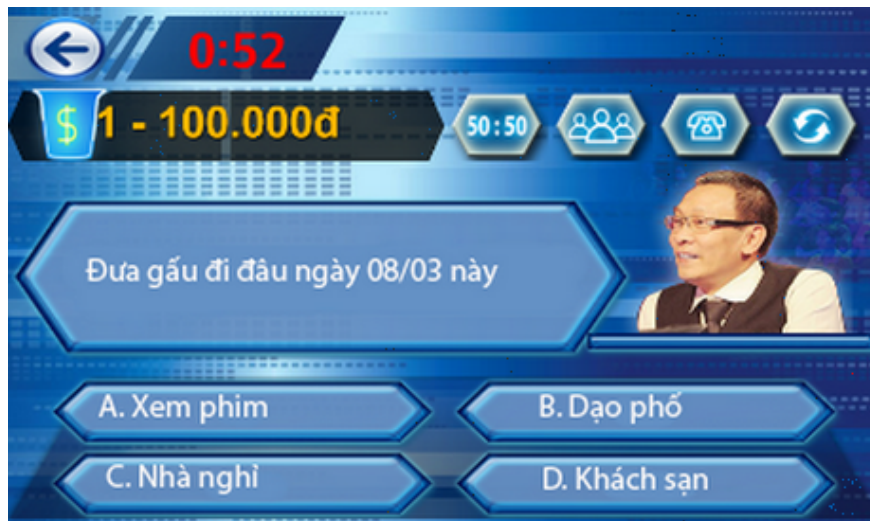 0:52
$ 1 - 100.000đ 50:50
Đưa gấu đi đâu ngày 08/03 này
A. Xem phim
B. Dạo phố
C. Nhà nghỉ
D. Khách sạn